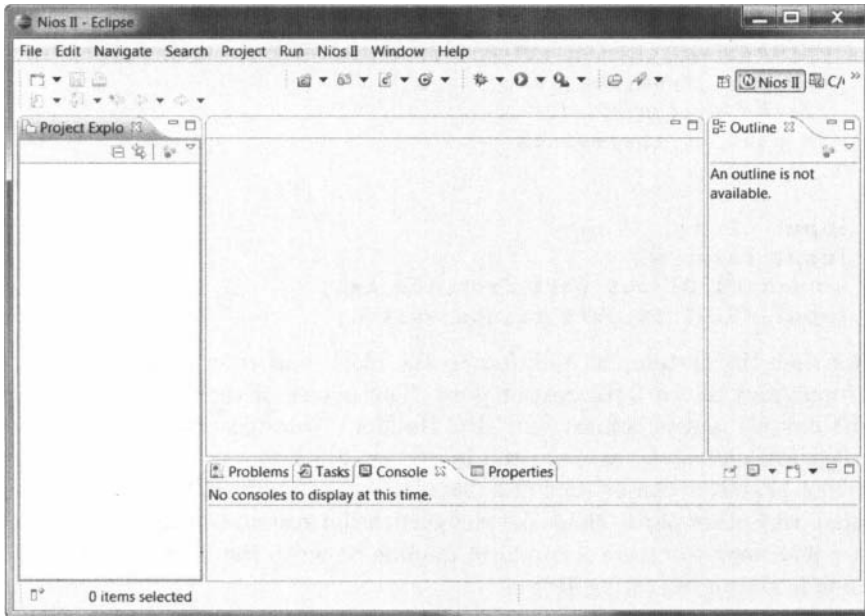 Nios II - Eclipse
File Edit Navigate Search Project Run Nios II Window Help
Nios II C/
Project Explo
Outline
An outline is not
available.
Problems Tasks Console Properties
No consoles to display at this time.
0 items selected